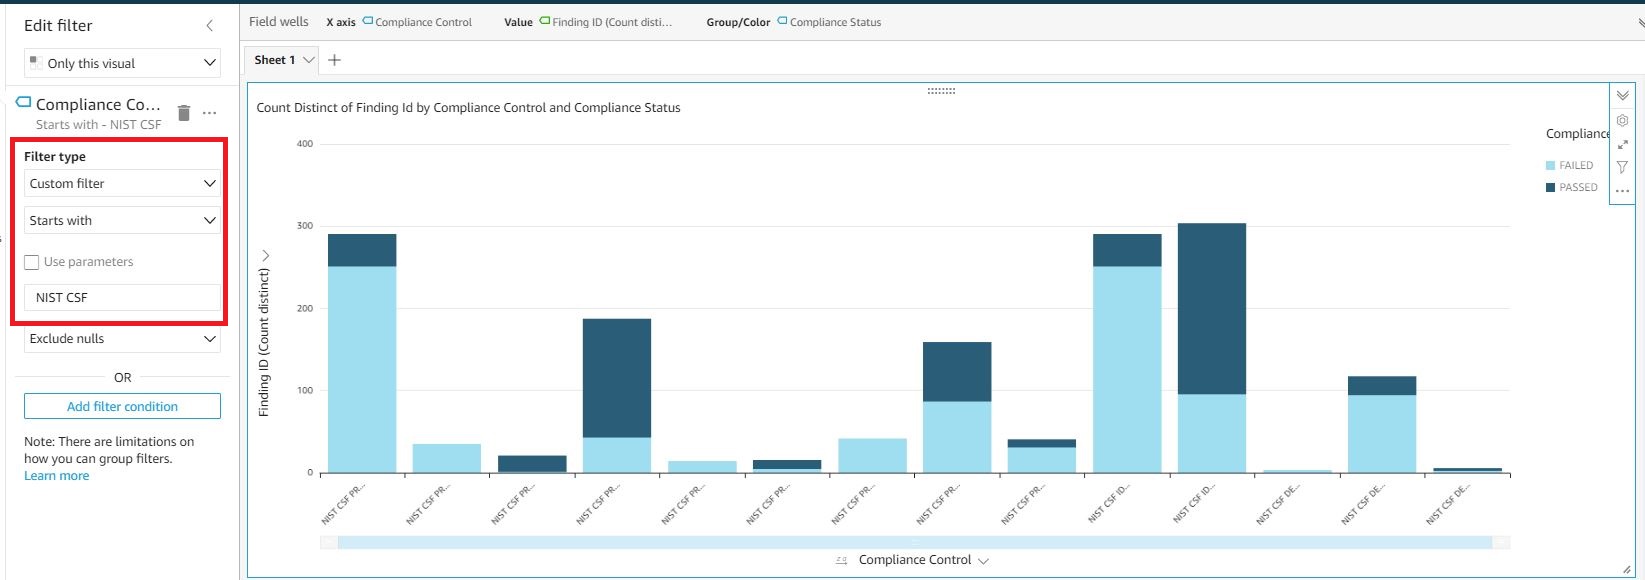 Edit filter
Only this visual
Compliance Co...
Starts with - NIST CSF
Filter type
Custom filter
Starts with
Use parameters
NIST CSF
Exclude nulls
OR
Add filter condition
Note: There are limitations on
how you can group filters.
Learn more
Field wells X axis Compliance Control Value Finding ID (Count disti... Group/Color Compliance Status
Sheet 1
Count Distinct of Finding Id by Compliance Control and Compliance Status
Finding ID (Count distinct)
400
300
200
100
0
NIST CSF PR...
NIST CSF PR...
NIST CSF PR...
NIST CSF PR...
NIST CSF PR...
NIST CSF PR...
NIST CSF PR...
NIST CSF PR...
NIST CSF PR...
NIST CSF ID...
NIST CSF ID...
NIST CSF DE...
NIST CSF DE...
NIST CSF DE...
Compliance Control
Compliance
FAILED
PASSED